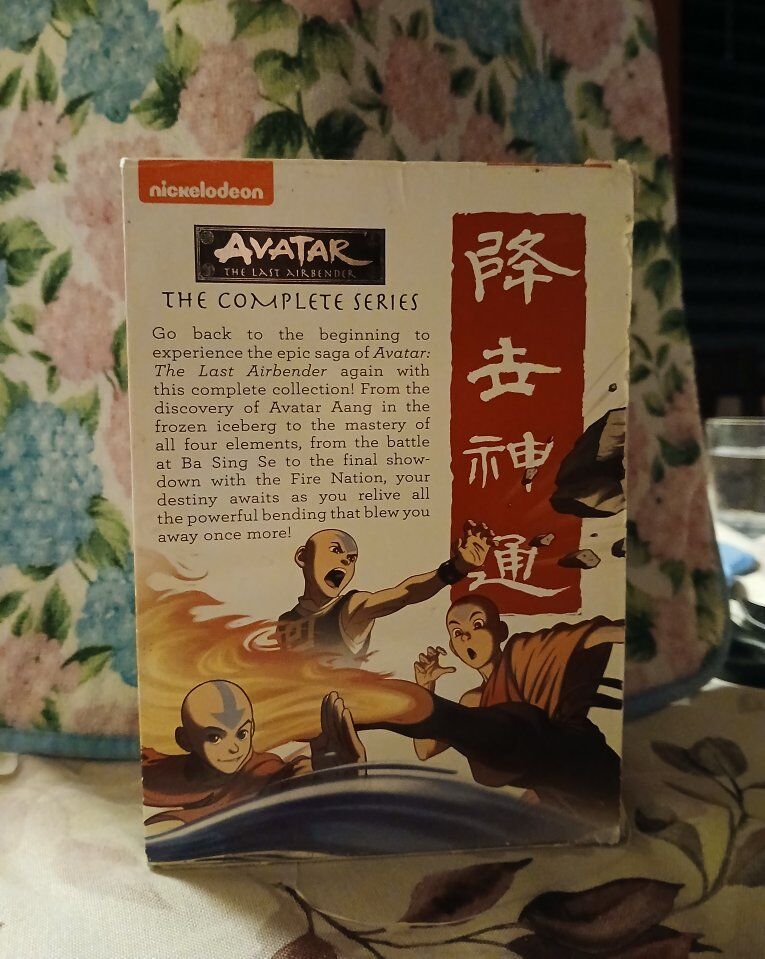 nickelodeon
AVATAR
THE LAST AIRBENDER
THE COMPLETE SERIES
Go back to the beginning to
experience the epic saga of Avatar:
The Last Airbender again with
this complete collection! From the
discovery of Avatar Aang in the
frozen iceberg to the mastery of
all four elements, from the battle
at Ba Sing Se to the final show-
down with the Fire Nation, your
destiny awaits as you relive all
the powerful bending that blew you
away once more!
降
卋
神
通